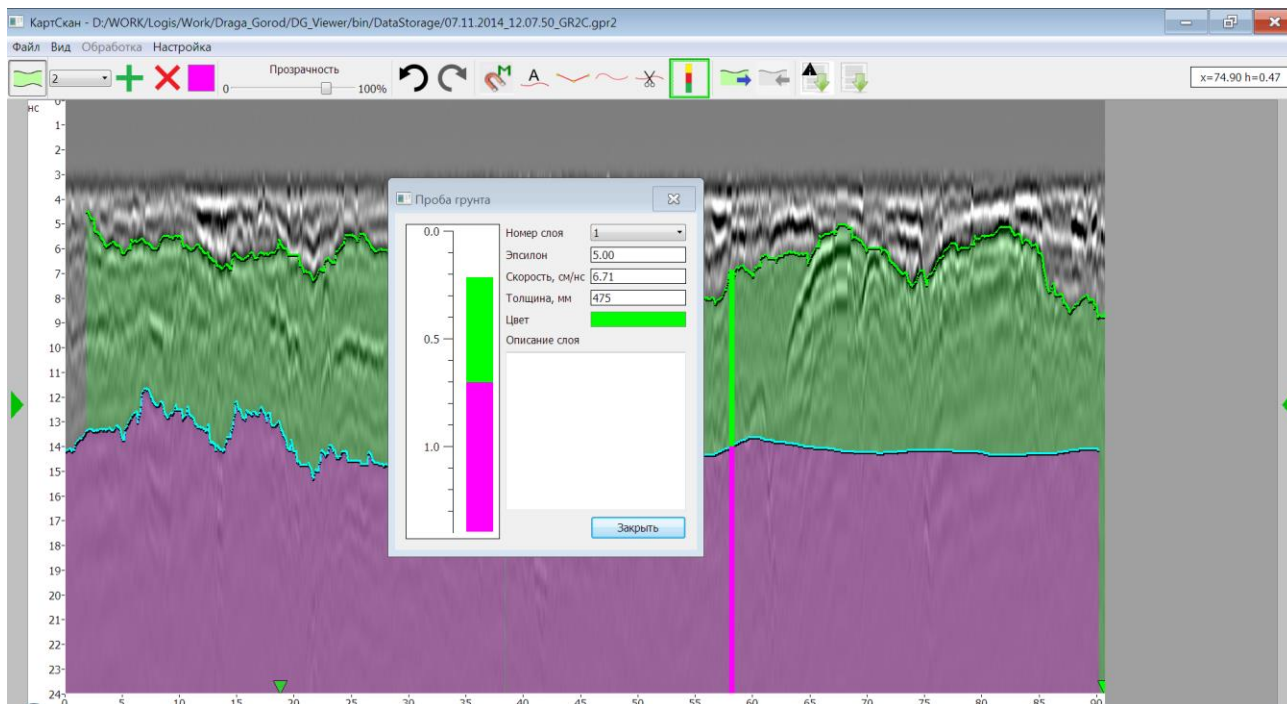 КартСкан - D:/WORK/Logis/Work/Draga_Gorod/DG_Viewer/bin/DataStorage/07.11.2014_12.07.50_GR2C.gpr2
Файл Вид Обработка Настройка
2
Прозрачность
0 100%
M
A
x=74.90 h=0.47
нс
0
1
2
3
4
5
6
7
8
9
10
11
12
13
14
15
16
17
18
19
20
21
22
23
24
Проба грунта
0.0
0.5
1.0
Номер слоя 1
Эпсилон 5.00
Скорость, см/нс 6.71
Толщина, мм 475
Цвет
Описание слоя
Закрыть
0 5 10 15 20 25 30 35 40 45 50 55 60 65 70 75 80 85 90